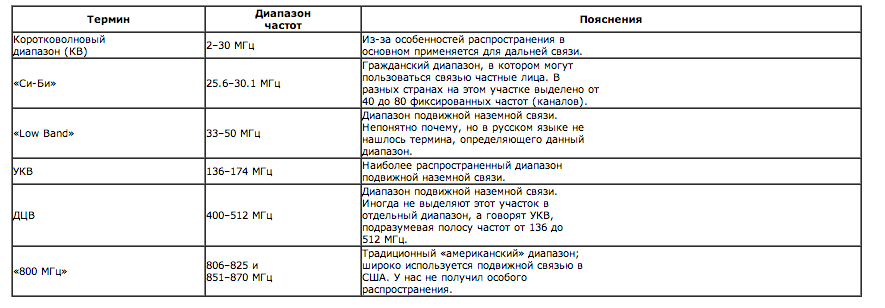 Термин
Диапазон
частот
Пояснения
Коротковолновый
диапазон (КВ)
2–30 МГц
Из-за особенностей распространения в
основном применяется для дальней связи.
«Си-Би»
25.6–30.1 МГц
Гражданский диапазон, в котором могут
пользоваться связью частные лица. В
разных странах на этом участке выделено от
40 до 80 фиксированных частот (каналов).
«Low Band»
33–50 МГц
Диапазон подвижной наземной связи.
Непонятно почему, но в русском языке не
нашлось термина, определяющего данный
диапазон.
УКВ
136–174 МГц
Наиболее распространенный диапазон
подвижной наземной связи.
ДЦВ
400–512 МГц
Диапазон подвижной наземной связи.
Иногда не выделяют этот участок в
отдельный диапазон, а говорят УКВ,
подразумевая полосу частот от 136 до
512 МГц.
«800 МГц»
806–825 и
851–870 МГц
Традиционный «американский» диапазон;
широко используется подвижной связью в
США. У нас не получил особого
распространения.